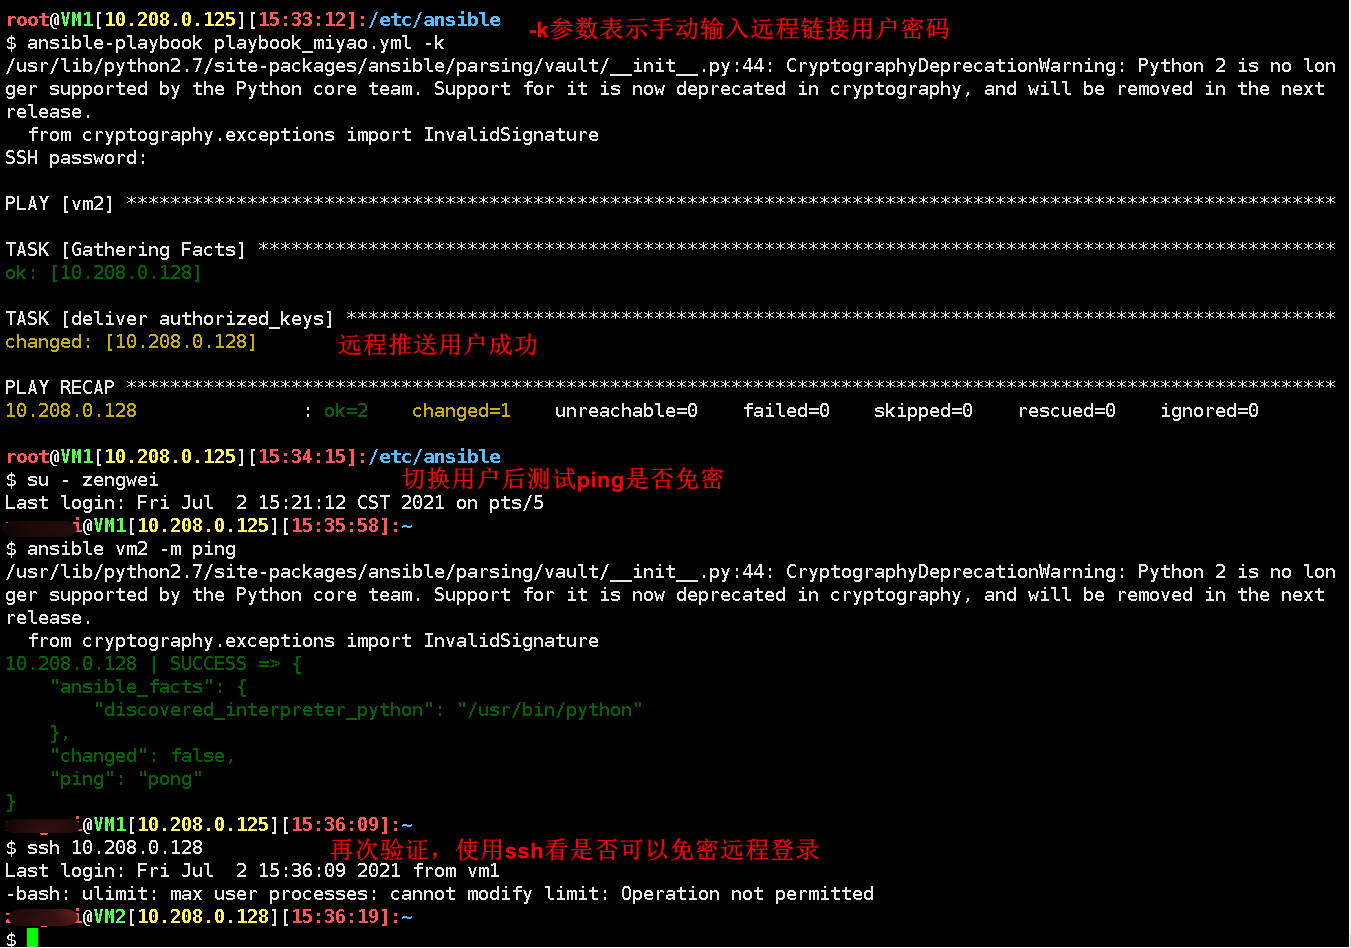 root@VM1[10.208.0.125][15:33:12]:/etc/ansible
-k参数表示手动输入远程链接用户密码
$ ansible-playbook playbook_miyao.yml -k
/usr/lib/python2.7/site-packages/ansible/parsing/vault/__init__.py:44: CryptographyDeprecationWarning: Python 2 is no lon
ger supported by the Python core team. Support for it is now deprecated in cryptography, and will be removed in the next
release.
  from cryptography.exceptions import InvalidSignature
SSH password:
PLAY [vm2] **************************************************************************************************************
TASK [Gathering Facts] **************************************************************************************************
ok: [10.208.0.128]
TASK [deliver authorized_keys] ******************************************************************************************
changed: [10.208.0.128]
远程推送用户成功
PLAY RECAP **************************************************************************************************************
10.208.0.128               : ok=2    changed=1    unreachable=0    failed=0    skipped=0    rescued=0    ignored=0
root@VM1[10.208.0.125][15:34:15]:/etc/ansible
$ su - zengwei
切换用户后测试ping是否免密
Last login: Fri Jul  2 15:21:12 CST 2021 on pts/5
i@VM1[10.208.0.125][15:35:58]:~
$ ansible vm2 -m ping
/usr/lib/python2.7/site-packages/ansible/parsing/vault/__init__.py:44: CryptographyDeprecationWarning: Python 2 is no lon
ger supported by the Python core team. Support for it is now deprecated in cryptography, and will be removed in the next
release.
  from cryptography.exceptions import InvalidSignature
10.208.0.128 | SUCCESS => {
    "ansible_facts": {
        "discovered_interpreter_python": "/usr/bin/python"
    },
    "changed": false,
    "ping": "pong"
}
i@VM1[10.208.0.125][15:36:09]:~
$ ssh 10.208.0.128
再次验证，使用ssh看是否可以免密远程登录
Last login: Fri Jul  2 15:36:09 2021 from vm1
-bash: ulimit: max user processes: cannot modify limit: Operation not permitted
i@VM2[10.208.0.128][15:36:19]:~
$